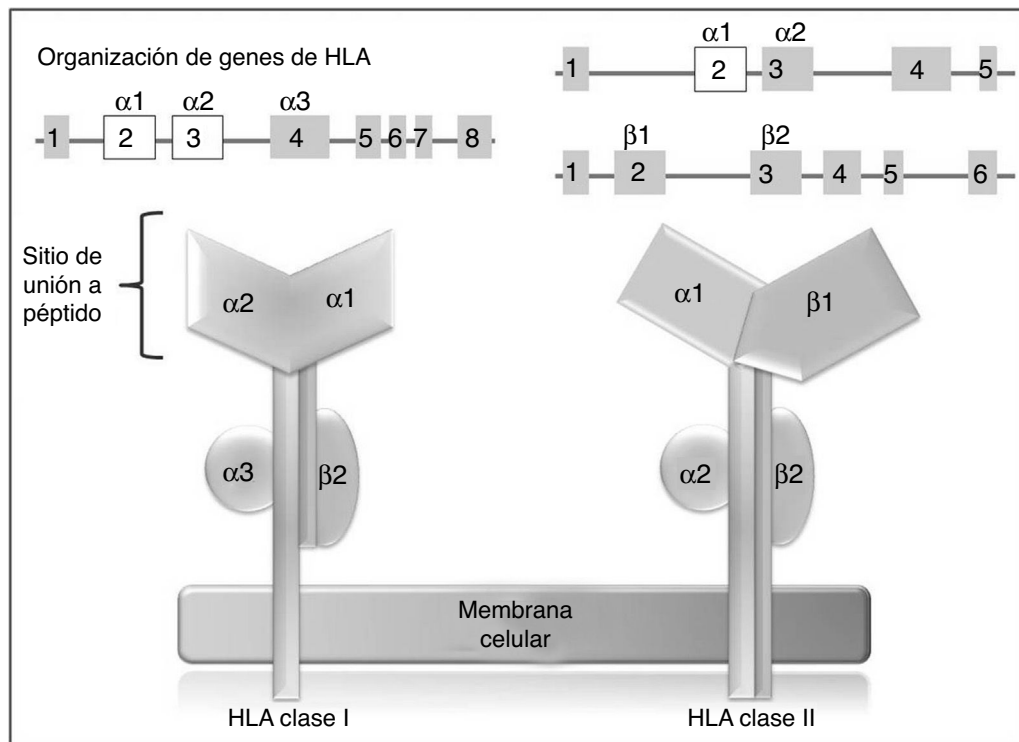 Organización de genes de HLA
α1 α2 α3
1 2 3 4 5 6 7 8
α1 α2
1 2 3 4 5
β1 β2
1 2 3 4 5 6
Sitio de
unión a
péptido
α2 α1
α3 β2
α1 β1
α2 β2
Membrana
celular
HLA clase I
HLA clase II